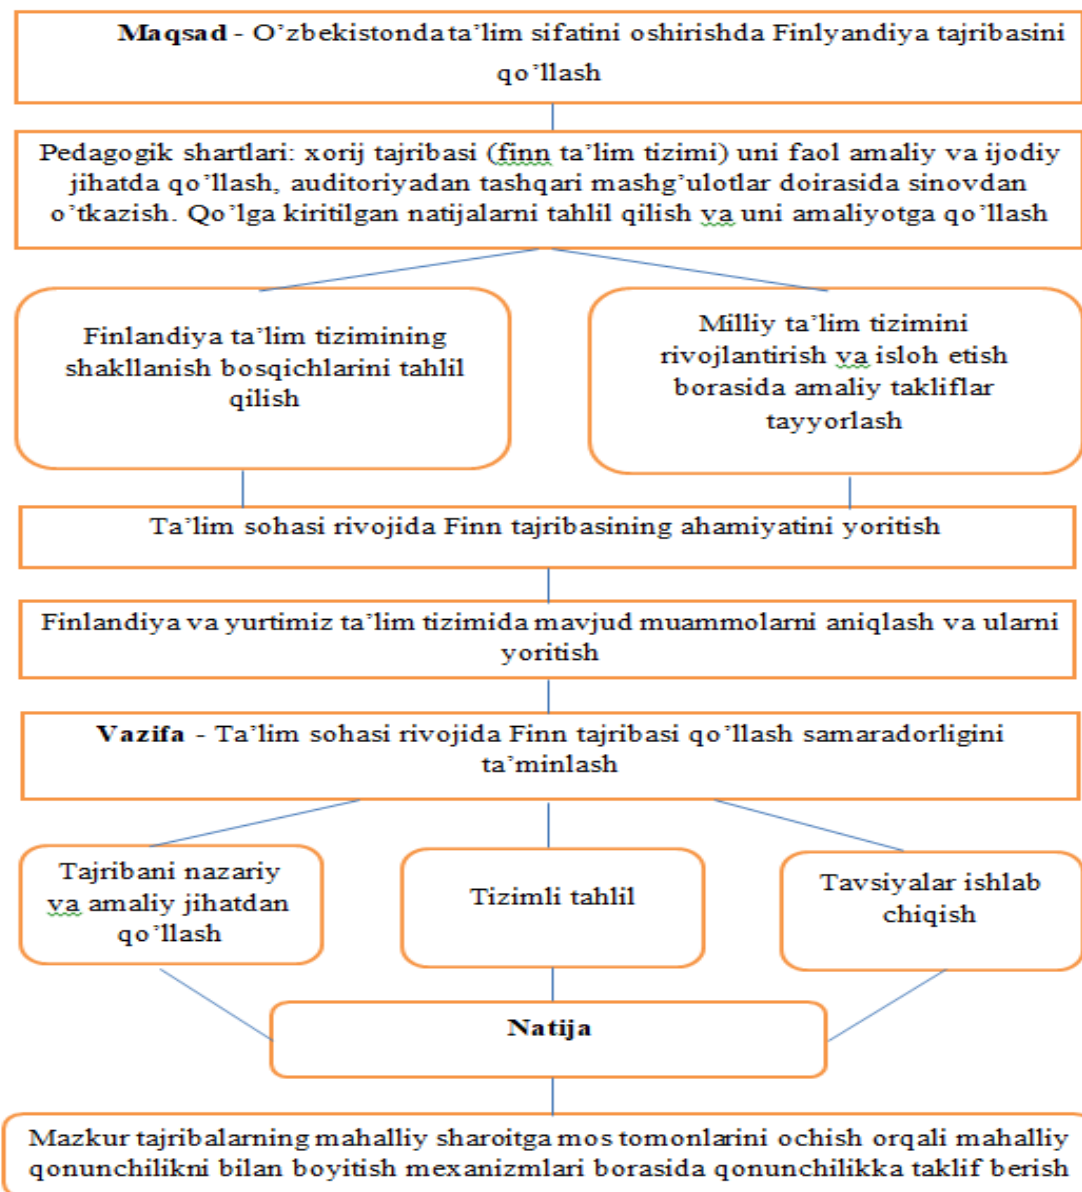 Maqsad - O’zbekistonda ta’lim sifatini oshirishda Finlyandiya tajribasini
qo’llash
Pedagogik shartlari: xorij tajribasi (finn ta’lim tizimi) uni faol amaliy va ijodiy
jihatda qo’llash, auditoriyadan tashqari mashg’ulotlar doirasida sinovdan
o’tkazish. Qo’lga kiritilgan natijalarni tahlil qilish va uni amaliyotga qo’llash
Finlandiya ta’lim tizimining
shakllanish bosqichlarini tahlil
qilish
Milliy ta’lim tizimini
rivojlantirish va isloh etish
borasida amaliy takliflar
tayyorlash
Ta’lim sohasi rivojida Finn tajribasining ahamiyatini yoritish
Finlandiya va yurtimiz ta’lim tizimida mavjud muammolarni aniqlash va ularni
yoritish
Vazifa - Ta’lim sohasi rivojida Finn tajribasi qo’llash samaradorligini
ta’minlash
Tajribani nazariy
va amaliy jihatdan
qo’llash
Tizimli tahlil
Tavsiyalar ishlab
chiqish
Natija
Mazkur tajribalarning mahalliy sharoitga mos tomonlarini ochish orqali mahalliy
qonunchilikni bilan boyitish mexanizmlari borasida qonunchilikka taklif berish